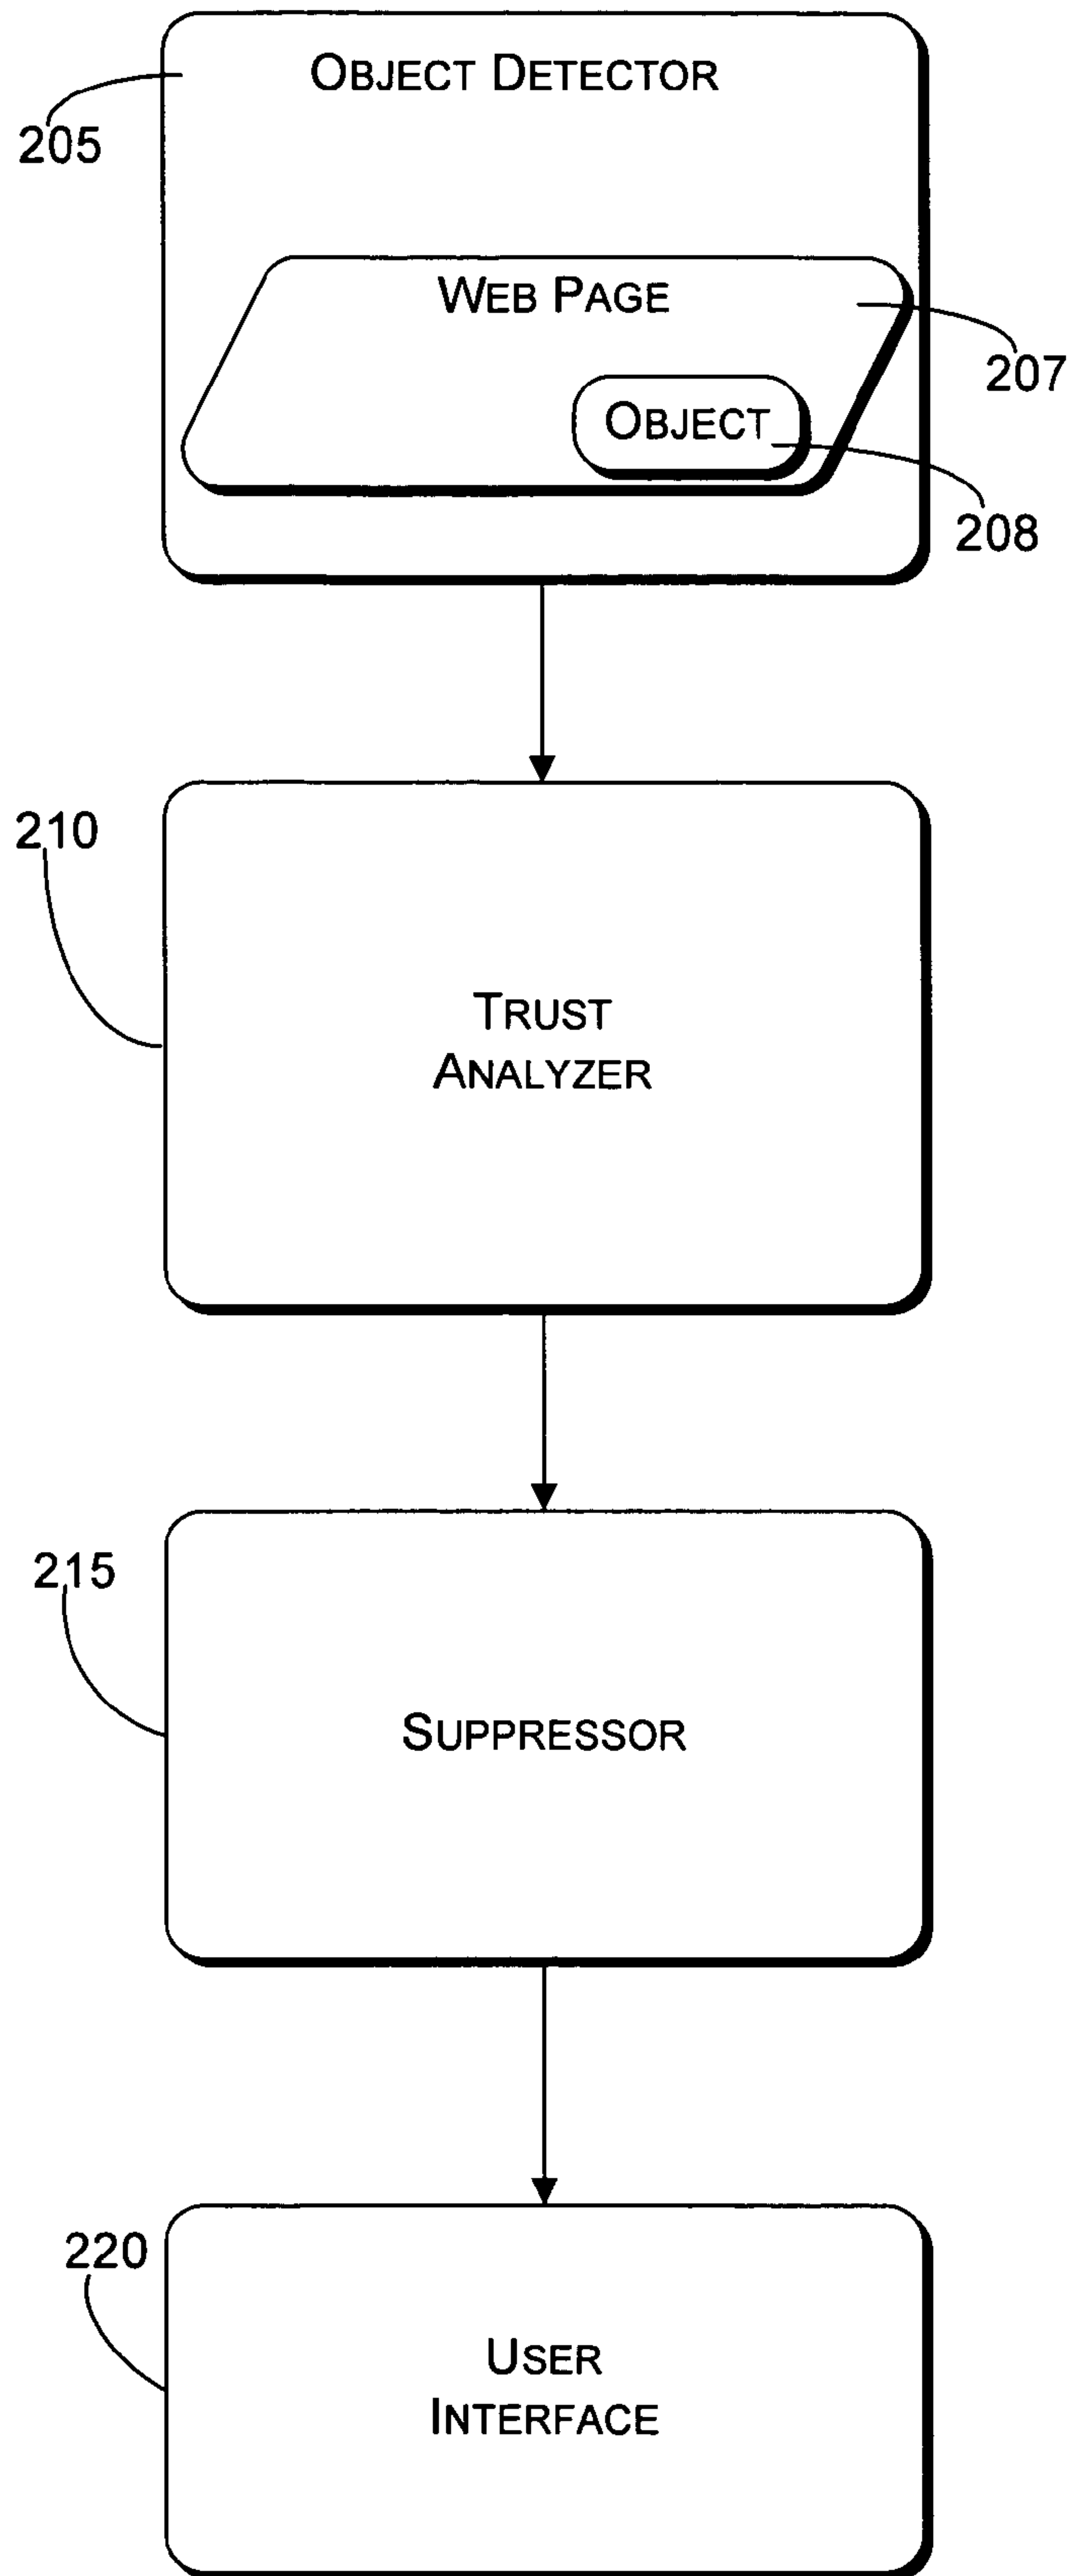 OBJECT DETECTOR
205
WEB PAGE
207
OBJECT
208
210
TRUST
ANALYZER
215
SUPPRESSOR
220
USER
INTERFACE